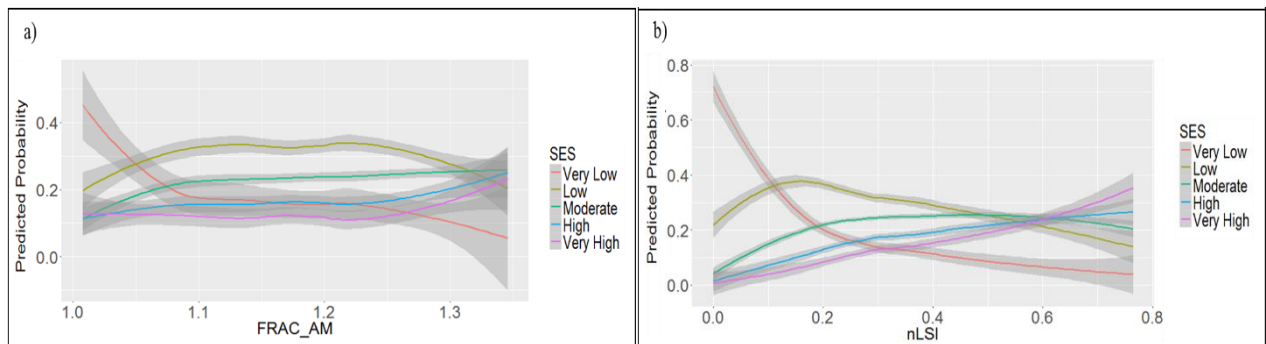 a)
Predicted Probability
0.4
0.2
0.0
1.0 1.1 1.2 1.3
FRAC_AM
SES
Very Low
Low
Moderate
High
Very High
b)
Predicted Probability
0.8
0.6
0.4
0.2
0.0
0.0 0.2 0.4 0.6 0.8
nLSI
SES
Very Low
Low
Moderate
High
Very High